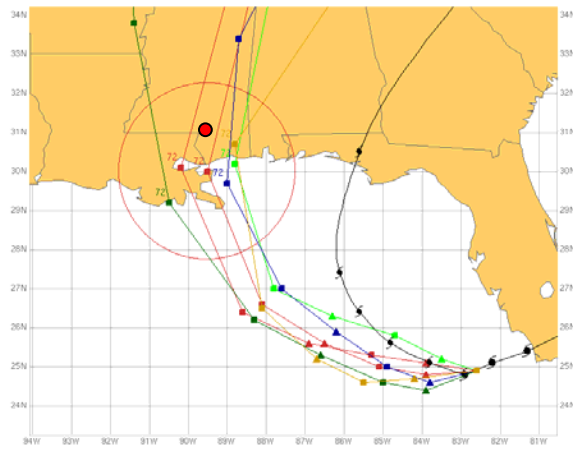 34N 34N
33N 33N
32N 32N
31N 72 31N
72 72
30N 72 30N
72
29N 29N
28N 28N
27N 27N
26N 26N
25N 25N
24N 24N
94W 93W 92W 91W 90W 89W 88W 87W 86W 85W 84W 83W 82W 81W